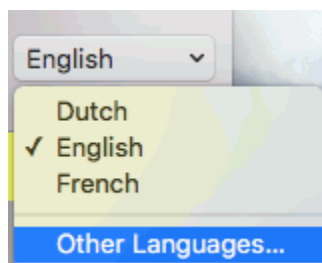 English
Dutch
✓ English
French
Other Languages...